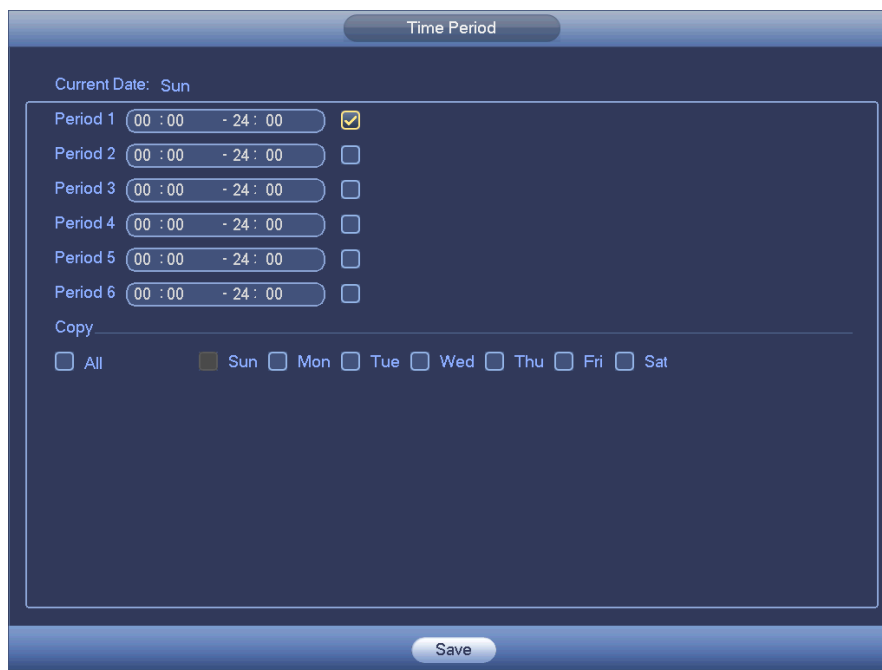 Time Period
Current Date: Sun
Period 1 00 :00 - 24 : 00
Period 2 00 :00 - 24 : 00
Period 3 00 :00 - 24 : 00
Period 4 00 :00 - 24 : 00
Period 5 00 :00 - 24 : 00
Period 6 00 :00 - 24 : 00
Copy
All Sun Mon Tue Wed Thu Fri Sat
Save